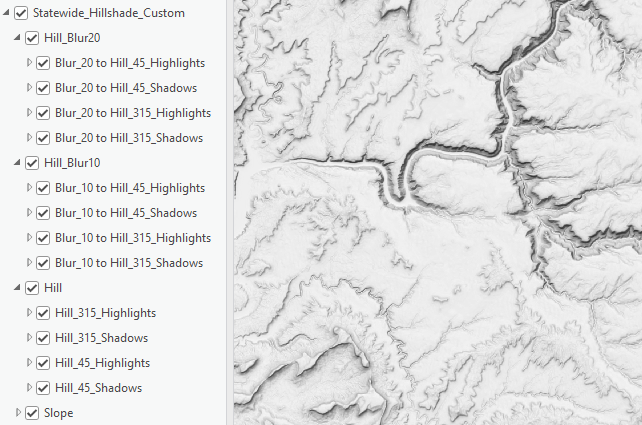 Statewide_Hillshade_Custom
Hill_Blur20
Blur_20 to Hill_45_Highlights
Blur_20 to Hill_45_Shadows
Blur_20 to Hill_315_Highlights
Blur_20 to Hill_315_Shadows
Hill_Blur10
Blur_10 to Hill_45_Highlights
Blur_10 to Hill_45_Shadows
Blur_10 to Hill_315_Highlights
Blur_10 to Hill_315_Shadows
Hill
Hill_315_Highlights
Hill_315_Shadows
Hill_45_Highlights
Hill_45_Shadows
Slope